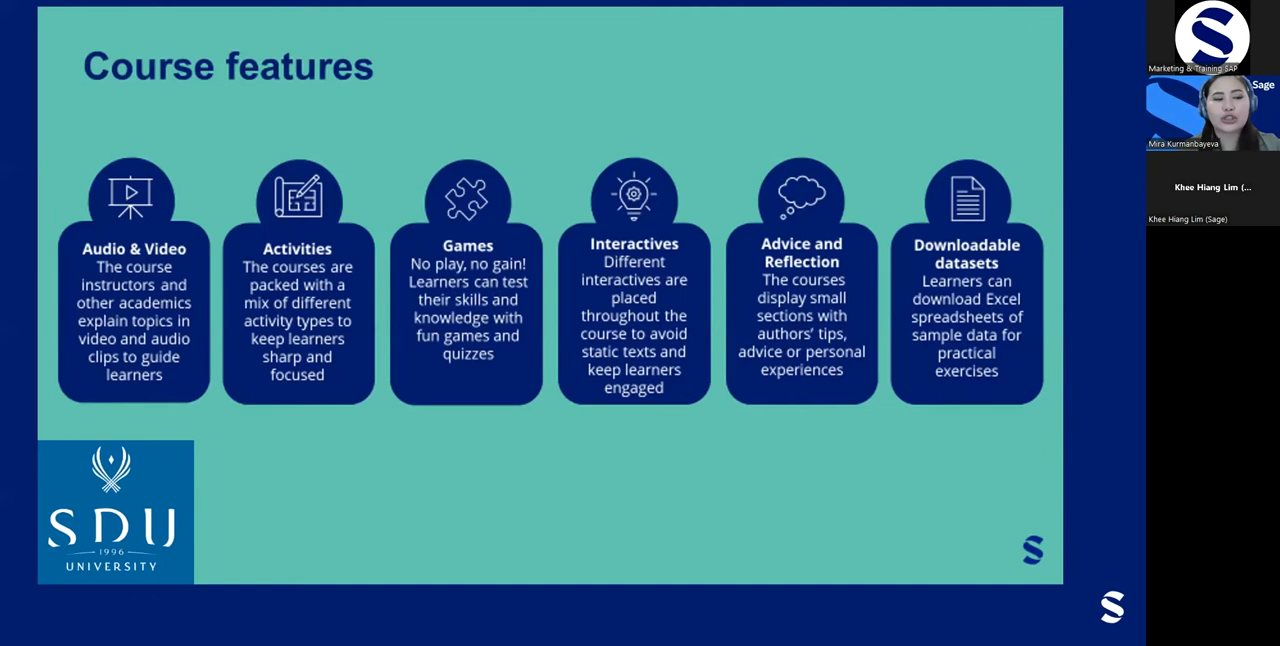 Course features
Audio & Video
The course
instructors and
other academics
explain topics in
video and audio
clips to guide
learners
Activities
The courses are
packed with a
mix of different
activity types to
keep learners
sharp and
focused
Games
No play, no gain!
Learners can test
their skills and
knowledge with
fun games and
quizzes
Interactives
Different
interactives are
placed
throughout the
course to avoid
static texts and
keep learners
engaged
Advice and
Reflection
The courses
display small
sections with
authors' tips,
advice or personal
experiences
Downloadable
datasets
Learners can
download Excel
spreadsheets of
sample data for
practical
exercises
SDU
1996
UNIVERSITY
Marketing & Training SAP
Sage
Mira Kurmanbayeva
Khee Hiang Lim (...
Khee Hiang Lim (Sage)